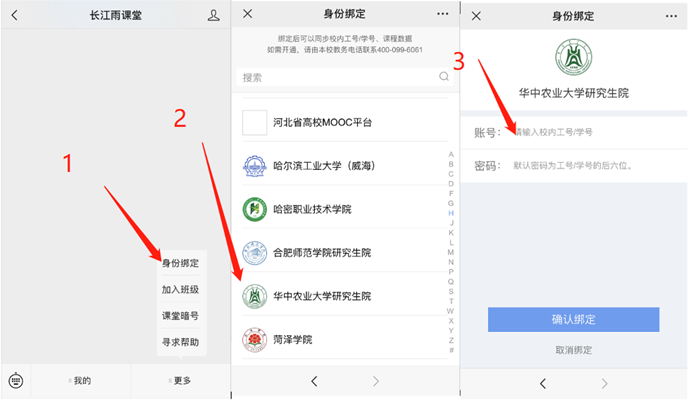 长江雨课堂
1
身份绑定
加入班级
课堂暗号
寻求帮助
我的
更多
身份绑定
绑定后可以同步校内工号/学号、课程数据
如需开通，请由本校教务电话联系400-099-6061
搜索
2
河北省高校MOOC平台
哈尔滨工业大学（威海）
哈密职业技术学院
合肥师范学院研究生院
华中农业大学研究生院
菏泽学院
A
B
C
D
F
G
H
J
K
L
M
N
P
Q
S
T
W
X
Y
Z
#
身份绑定
3
华中农业大学研究生院
账号：
请输入校内工号/学号
密码：
默认密码为工号/学号的后六位。
确认绑定
取消绑定